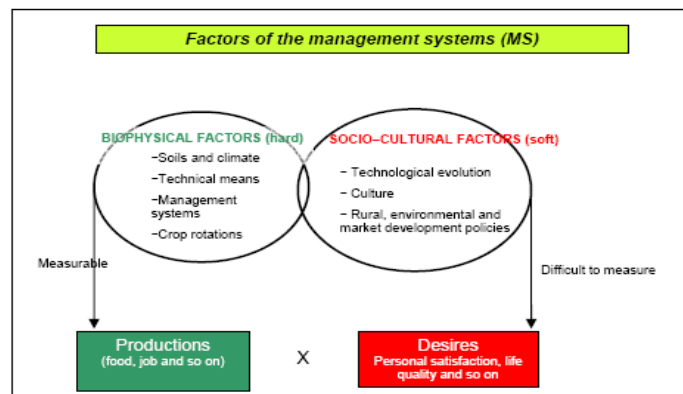 Factors of the management systems (MS)
BIOPHYSICAL FACTORS (hard)
−Soils and climate
−Technical means
−Management
systems
−Crop rotations
SOCIO–CULTURAL FACTORS (soft)
− Technological evolution
− Culture
− Rural, environmental and
market development policies
Measurable
Difficult to measure
Productions
(food, job and so on)
X
Desires
Personal satisfaction, life
quality and so on